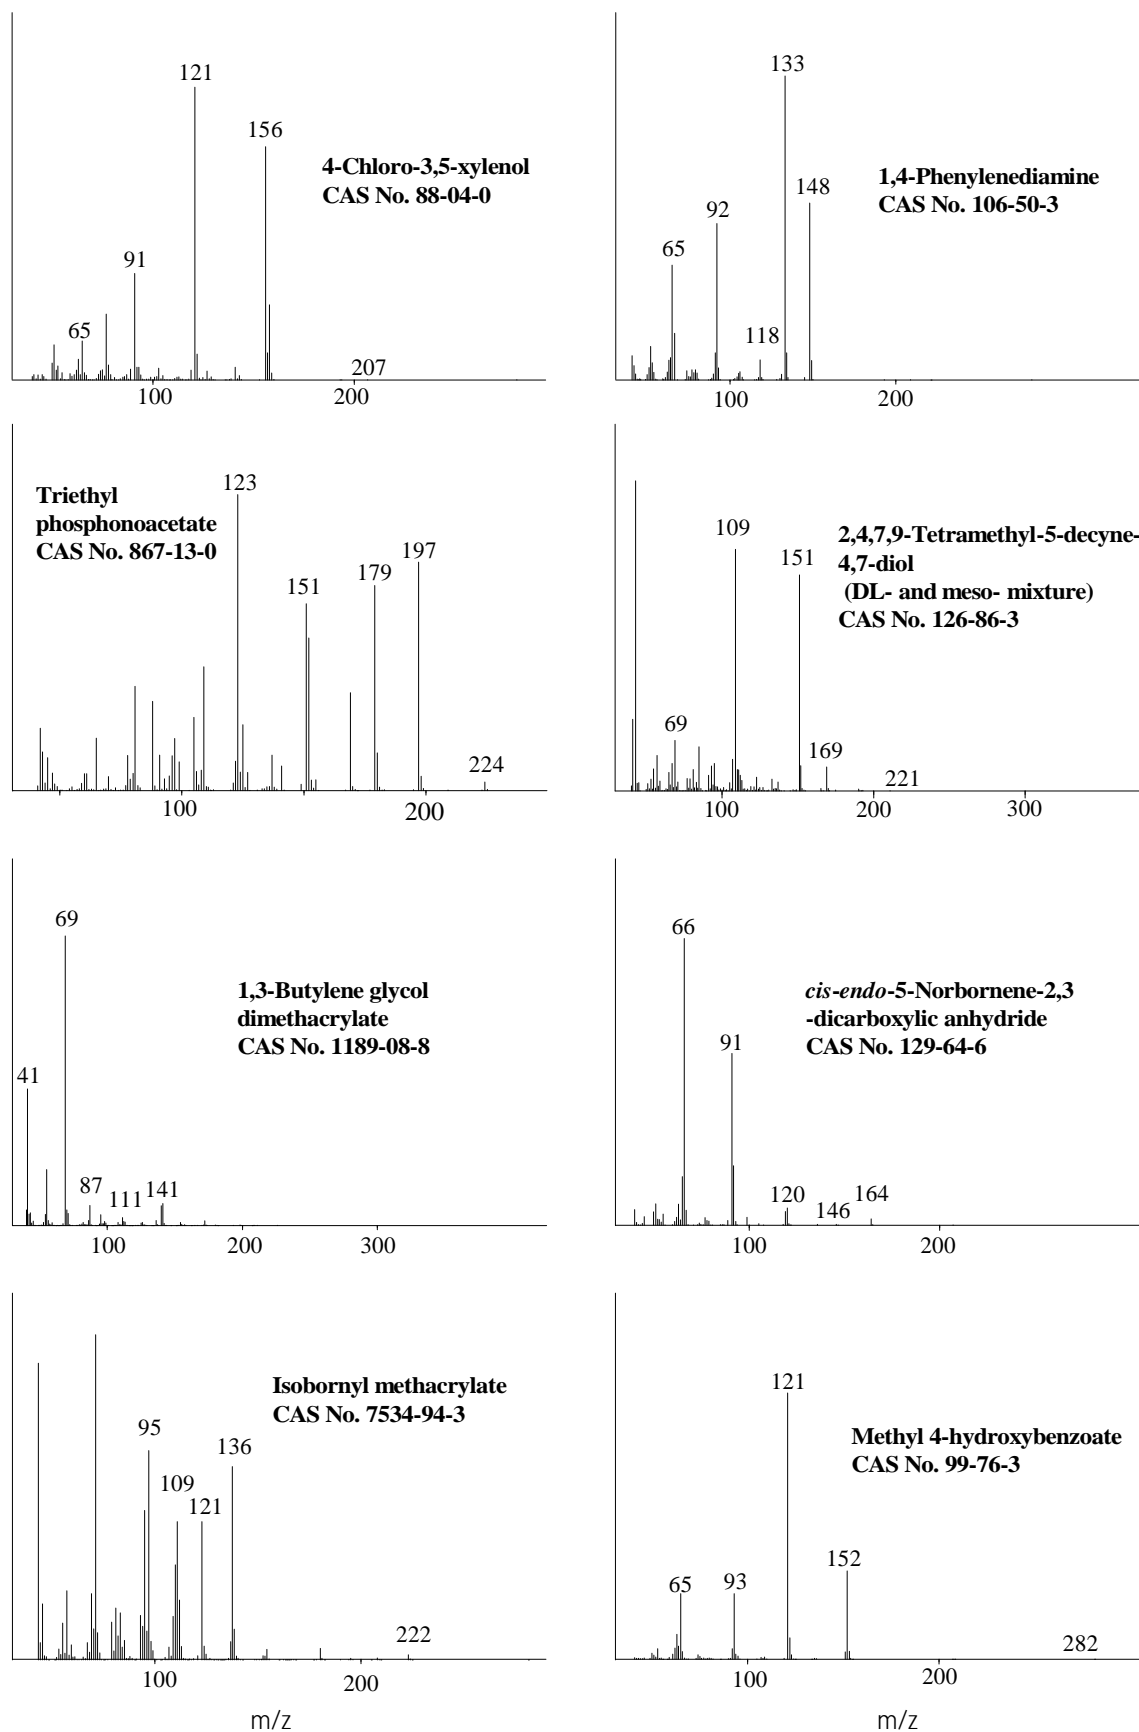 121
156
4-Chloro-3,5-xylenol
CAS No. 88-04-0
91
65
207
100
200
133
1,4-Phenylenediamine
CAS No. 106-50-3
148
92
65
118
100
200
Triethyl
phosphonoacetate
CAS No. 867-13-0
123
197
179
151
224
100
200
2,4,7,9-Tetramethyl-5-decyne-
4,7-diol
(DL- and meso- mixture)
CAS No. 126-86-3
109
151
69
169
221
100
200
300
69
1,3-Butylene glycol
dimethacrylate
CAS No. 1189-08-8
41
87
111
141
100
200
300
66
cis-endo-5-Norbornene-2,3
-dicarboxylic anhydride
CAS No. 129-64-6
91
120
146
164
100
200
Isobornyl methacrylate
CAS No. 7534-94-3
95
136
109
121
222
100
200
m/z
121
Methyl 4-hydroxybenzoate
CAS No. 99-76-3
152
65
93
282
100
200
m/z